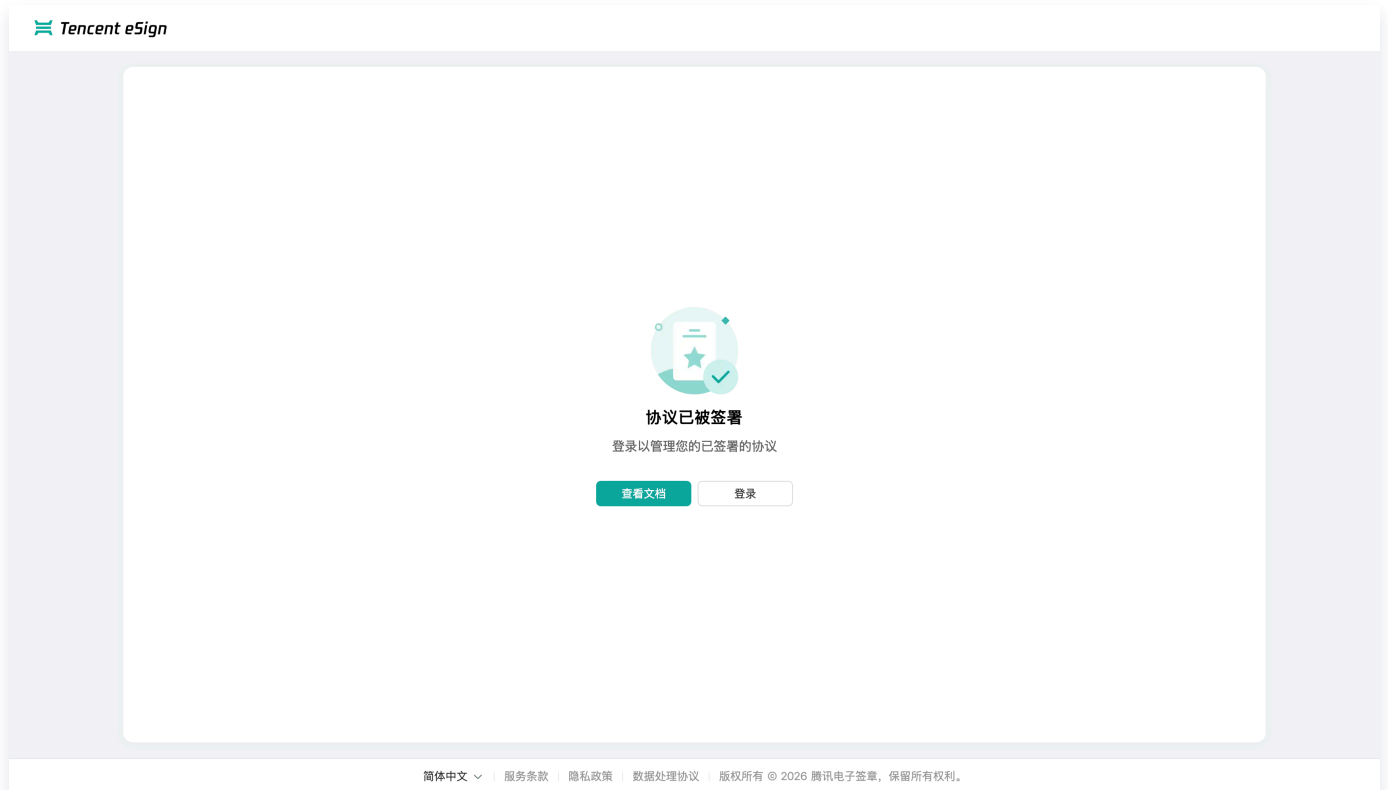 Tencent eSign
协议已被签署
登录以管理您的已签署的协议
查看文档 登录
简体中文 服务条款 隐私政策 数据处理协议 版权所有 © 2026 腾讯电子签章，保留所有权利。